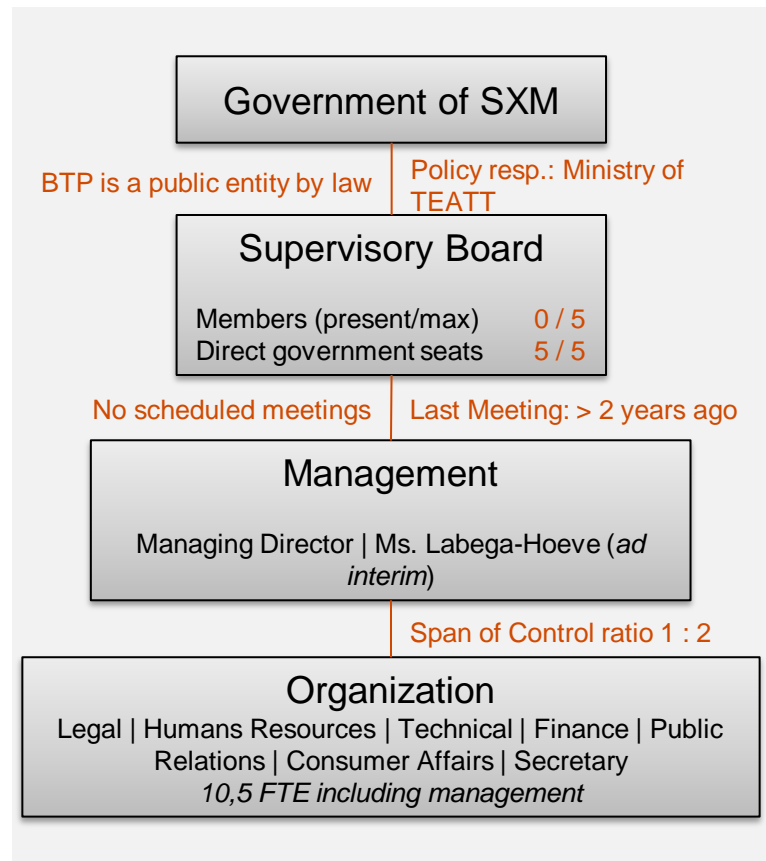 Government of SXM
BTP is a public entity by law
Policy resp.: Ministry of
TEATT
Supervisory Board
Members (present/max) 0 / 5
Direct government seats 5 / 5
No scheduled meetings
Last Meeting: > 2 years ago
Management
Managing Director | Ms. Labega-Hoeve (ad
interim)
Span of Control ratio 1 : 2
Organization
Legal | Humans Resources | Technical | Finance | Public
Relations | Consumer Affairs | Secretary
10,5 FTE including management